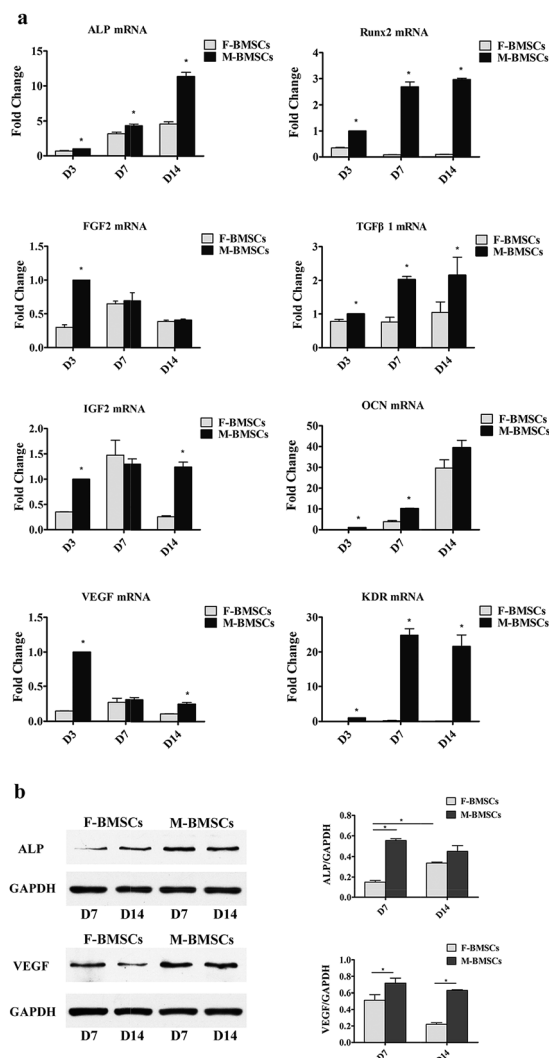 a
ALP mRNA
F-BMSCs
M-BMSCs
Fold Change
15
10
5
0
D3
D7
D14
*
*
*
Runx2 mRNA
F-BMSCs
M-BMSCs
Fold Change
4
3
2
1
0
D3
D7
D14
*
*
*
FGF2 mRNA
F-BMSCs
M-BMSCs
Fold Change
1.5
1.0
0.5
0.0
D3
D7
D14
*
TGFβ 1 mRNA
F-BMSCs
M-BMSCs
Fold Change
3
2
1
0
D3
D7
D14
*
*
*
IGF2 mRNA
F-BMSCs
M-BMSCs
Fold Change
2.0
1.5
1.0
0.5
0.0
D3
D7
D14
*
*
OCN mRNA
F-BMSCs
M-BMSCs
Fold Change
50
40
30
20
10
0
D3
D7
D14
*
*
VEGF mRNA
F-BMSCs
M-BMSCs
Fold Change
1.5
1.0
0.5
0.0
D3
D7
D14
*
*
KDR mRNA
F-BMSCs
M-BMSCs
Fold Change
30
20
10
0
D3
D7
D14
*
*
*
b
F-BMSCs M-BMSCs
ALP
GAPDH
D7 D14 D7 D14
F-BMSCs M-BMSCs
VEGF
GAPDH
D7 D14 D7 D14
F-BMSCs
M-BMSCs
ALP/GAPDH
0.8
0.6
0.4
0.2
0.0
D7
D14
*
*
F-BMSCs
M-BMSCs
VEGF/GAPDH
1.0
0.8
0.6
0.4
0.2
0.0
D7
D14
*
*